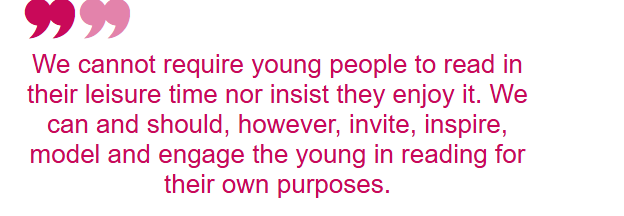 We cannot require young people to read in
their leisure time nor insist they enjoy it. We
can and should, however, invite, inspire,
model and engage the young in reading for
their own purposes.